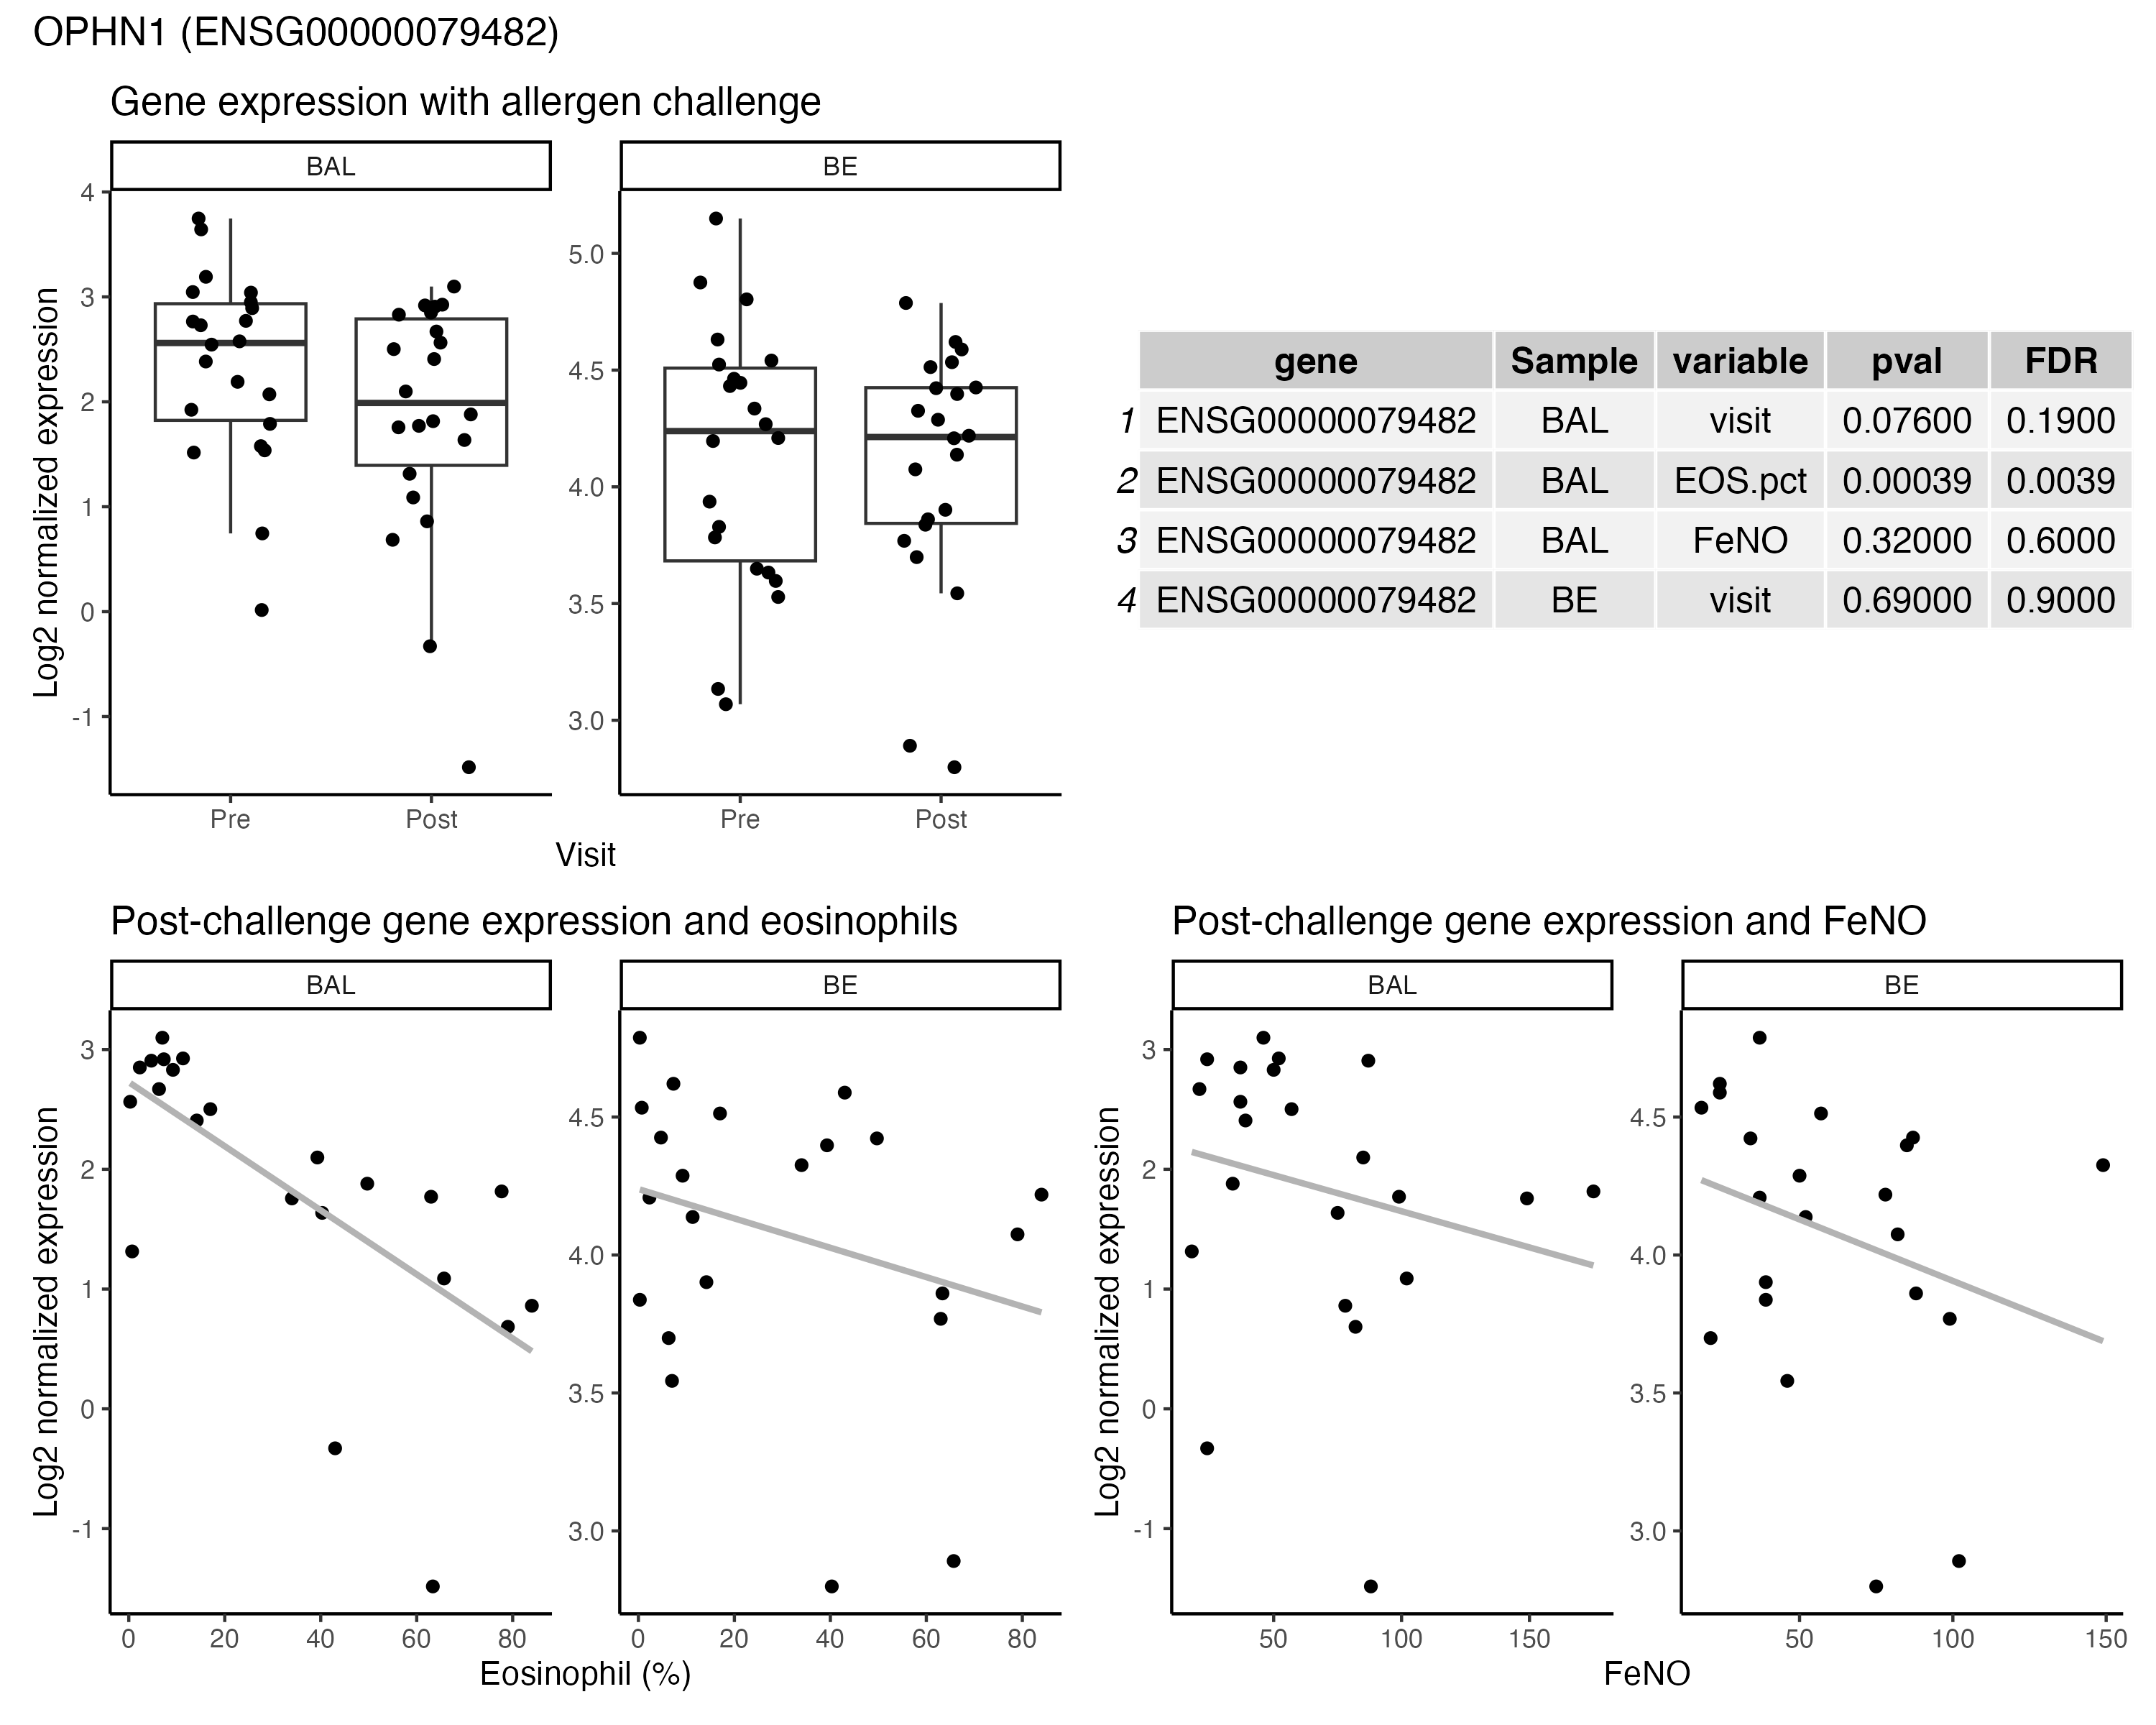 OPHN1 (ENSG00000079482)
Gene expression with allergen challenge
BAL
BE
Log2 normalized expression
4
3
2
1
0
-1
5.0
4.5
4.0
3.5
3.0
Pre
Post
Pre
Post
Visit
gene Sample variable pval FDR
1 ENSG00000079482 BAL visit 0.07600 0.1900
2 ENSG00000079482 BAL EOS.pct 0.00039 0.0039
3 ENSG00000079482 BAL FeNO 0.32000 0.6000
4 ENSG00000079482 BE visit 0.69000 0.9000
Post-challenge gene expression and eosinophils
BAL
BE
Log2 normalized expression
3
2
1
0
-1
4.5
4.0
3.5
3.0
0 20 40 60 80
0 20 40 60 80
Eosinophil (%)
Post-challenge gene expression and FeNO
BAL
BE
Log2 normalized expression
3
2
1
0
-1
4.5
4.0
3.5
3.0
50 100 150
50 100 150
FeNO